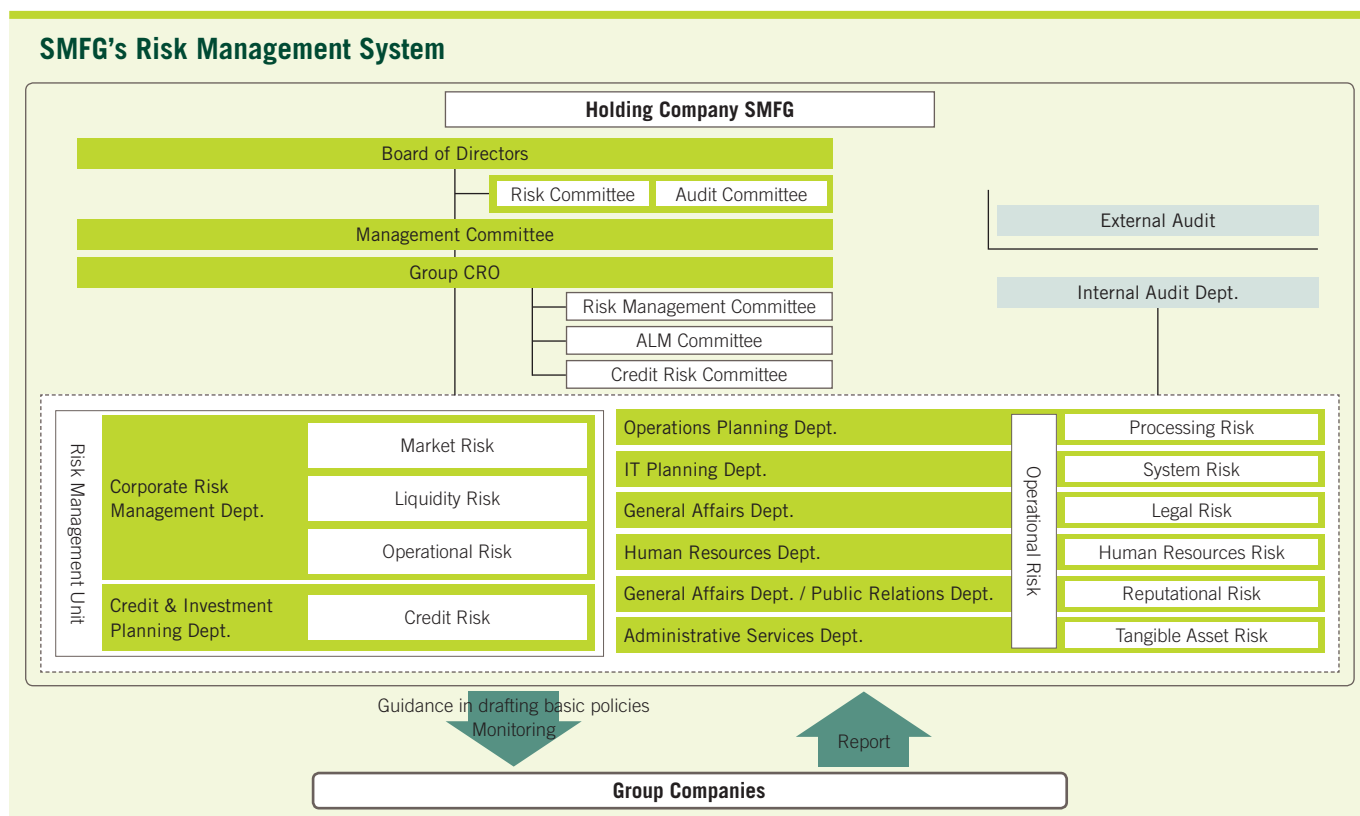 SMFG's Risk Management System
Holding Company SMFG
Board of Directors
Risk Committee
Audit Committee
Management Committee
Group CRO
Risk Management Committee
ALM Committee
Credit Risk Committee
External Audit
Internal Audit Dept.
Risk Management Unit
Corporate Risk
Management Dept.
Market Risk
Liquidity Risk
Operational Risk
Credit & Investment
Planning Dept.
Credit Risk
Operations Planning Dept.
IT Planning Dept.
General Affairs Dept.
Human Resources Dept.
General Affairs Dept. / Public Relations Dept.
Administrative Services Dept.
Operational Risk
Processing Risk
System Risk
Legal Risk
Human Resources Risk
Reputational Risk
Tangible Asset Risk
Guidance in drafting basic policies
Monitoring
Report
Group Companies